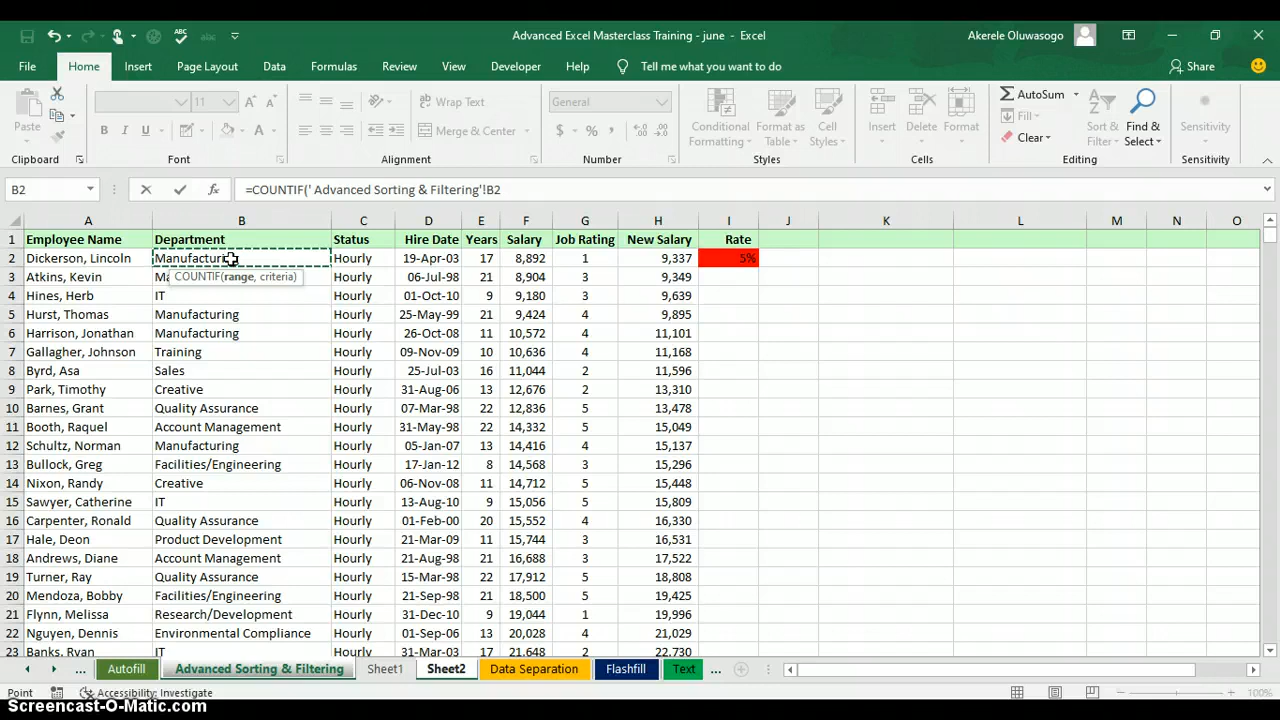 Advanced Excel Masterclass Training - june - Excel
Akerele Oluwasogo
File Home Insert Page Layout Data Formulas Review View Developer Help Tell me what you want to do Share
Paste
11
Wrap Text
Merge & Center
General
Conditional Formatting
Format as Table
Cell Styles
Insert
Delete
Format
AutoSum
Fill
Clear
Sort & Filter
Find & Select
Sensitivity
Clipboard Font Alignment Number Styles Cells Editing Sensitivity
B2 =COUNTIF(' Advanced Sorting & Filtering'!B2
A B C D E F G H I J K L M N O
1 Employee Name Department Status Hire Date Years Salary Job Rating New Salary Rate
2 Dickerson, Lincoln Manufacturing Hourly 19-Apr-03 17 8,892 1 9,337 5%
3 Atkins, Kevin Ma Hourly 06-Jul-98 21 8,904 3 9,349
COUNTIF(range, criteria)
4 Hines, Herb IT Hourly 01-Oct-10 9 9,180 3 9,639
5 Hurst, Thomas Manufacturing Hourly 25-May-99 21 9,424 4 9,895
6 Harrison, Jonathan Manufacturing Hourly 26-Oct-08 11 10,572 4 11,101
7 Gallagher, Johnson Training Hourly 09-Nov-09 10 10,636 4 11,168
8 Byrd, Asa Sales Hourly 25-Jul-03 16 11,044 2 11,596
9 Park, Timothy Creative Hourly 31-Aug-06 13 12,676 2 13,310
10 Barnes, Grant Quality Assurance Hourly 07-Mar-98 22 12,836 5 13,478
11 Booth, Raquel Account Management Hourly 31-May-98 22 14,332 5 15,049
12 Schultz, Norman Manufacturing Hourly 05-Jan-07 13 14,416 4 15,137
13 Bullock, Greg Facilities/Engineering Hourly 17-Jan-12 8 14,568 3 15,296
14 Nixon, Randy Creative Hourly 06-Nov-08 11 14,712 5 15,448
15 Sawyer, Catherine IT Hourly 13-Aug-10 9 15,056 5 15,809
16 Carpenter, Ronald Quality Assurance Hourly 01-Feb-00 20 15,552 4 16,330
17 Hale, Deon Product Development Hourly 21-Mar-09 11 15,744 3 16,531
18 Andrews, Diane Account Management Hourly 21-Aug-98 21 16,688 3 17,522
19 Turner, Ray Quality Assurance Hourly 15-Mar-98 22 17,912 5 18,808
20 Mendoza, Bobby Facilities/Engineering Hourly 21-Sep-98 21 18,500 5 19,425
21 Flynn, Melissa Research/Development Hourly 31-Dec-10 9 19,044 1 19,996
22 Nguyen, Dennis Environmental Compliance Hourly 01-Sep-06 13 20,028 4 21,029
23 Banks, Ryan IT Hourly 22,730
... Autofill Advanced Sorting & Filtering Sheet1 Sheet2 Data Separation Flashfill Text ...
Point Accessibility: Investigate 100%
Screencast-O-Matic.com